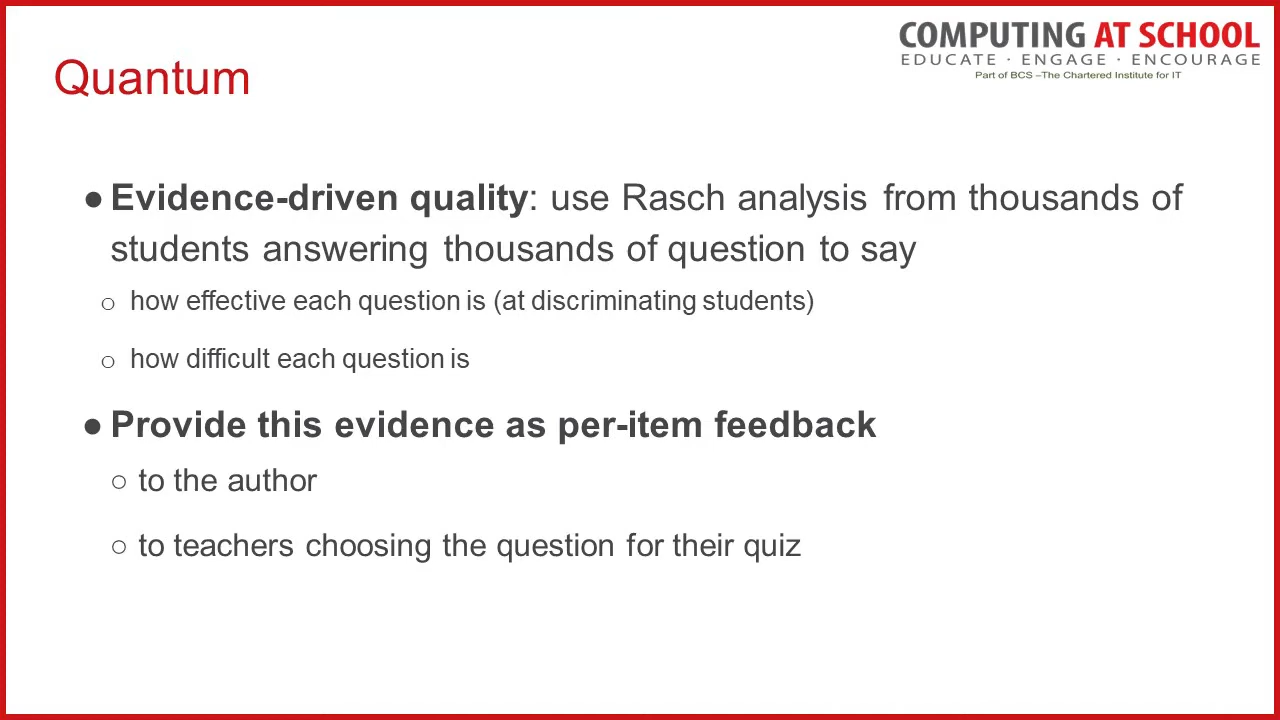 COMPUTING AT SCHOOL
EDUCATE · ENGAGE · ENCOURAGE
Part of BCS –The Chartered Institute for IT
Quantum
● Evidence-driven quality: use Rasch analysis from thousands of
students answering thousands of question to say
○ how effective each question is (at discriminating students)
○ how difficult each question is
● Provide this evidence as per-item feedback
○ to the author
○ to teachers choosing the question for their quiz